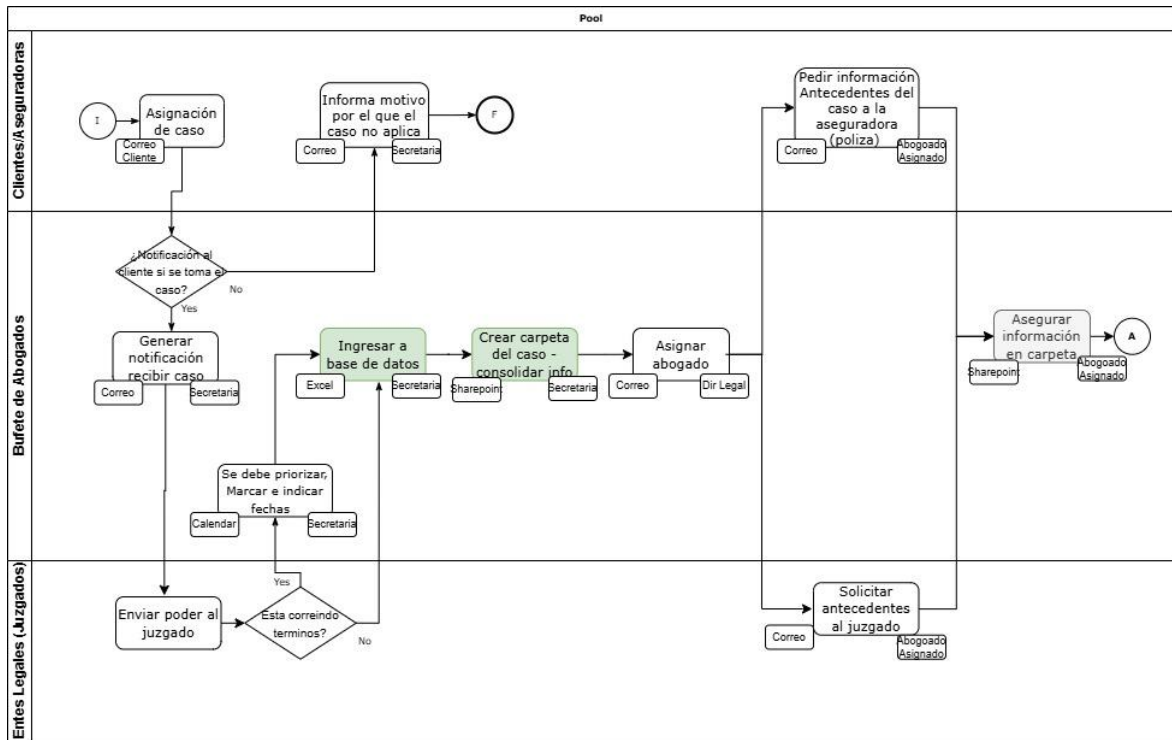 Pool
Clientes/Aseguradoras
I
Asignación
de caso
Correo
Cliente
Informa motivo
por el que el
caso no aplica
Correo
Secretaria
F
Pedir información
Antecedentes del
caso a la
aseguradora
(poliza)
Correo
Abogoado
Asignado
Bufete de Abogados
¿Notificación al
cliente si se toma el
caso?
No
Yes
Generar
notificación
recibir caso
Correo
Secretaria
Ingresar a
base de datos
Excel
Secretaria
Crear carpeta
del caso -
consolidar info
Sharepoint
Secretaria
Asignar
abogado
Correo
Dir Legal
Asegurar
información
en carpeta
Sharepoint
Abogoado
Asignado
A
Se debe priorizar,
Marcar e indicar
fechas
Calendar
Secretaria
Entes Legales (Juzgados)
Yes
Enviar poder al
juzgado
Esta correindo
terminos?
No
Solicitar
antecedentes
al juzgado
Correo
Abogoado
Asignado